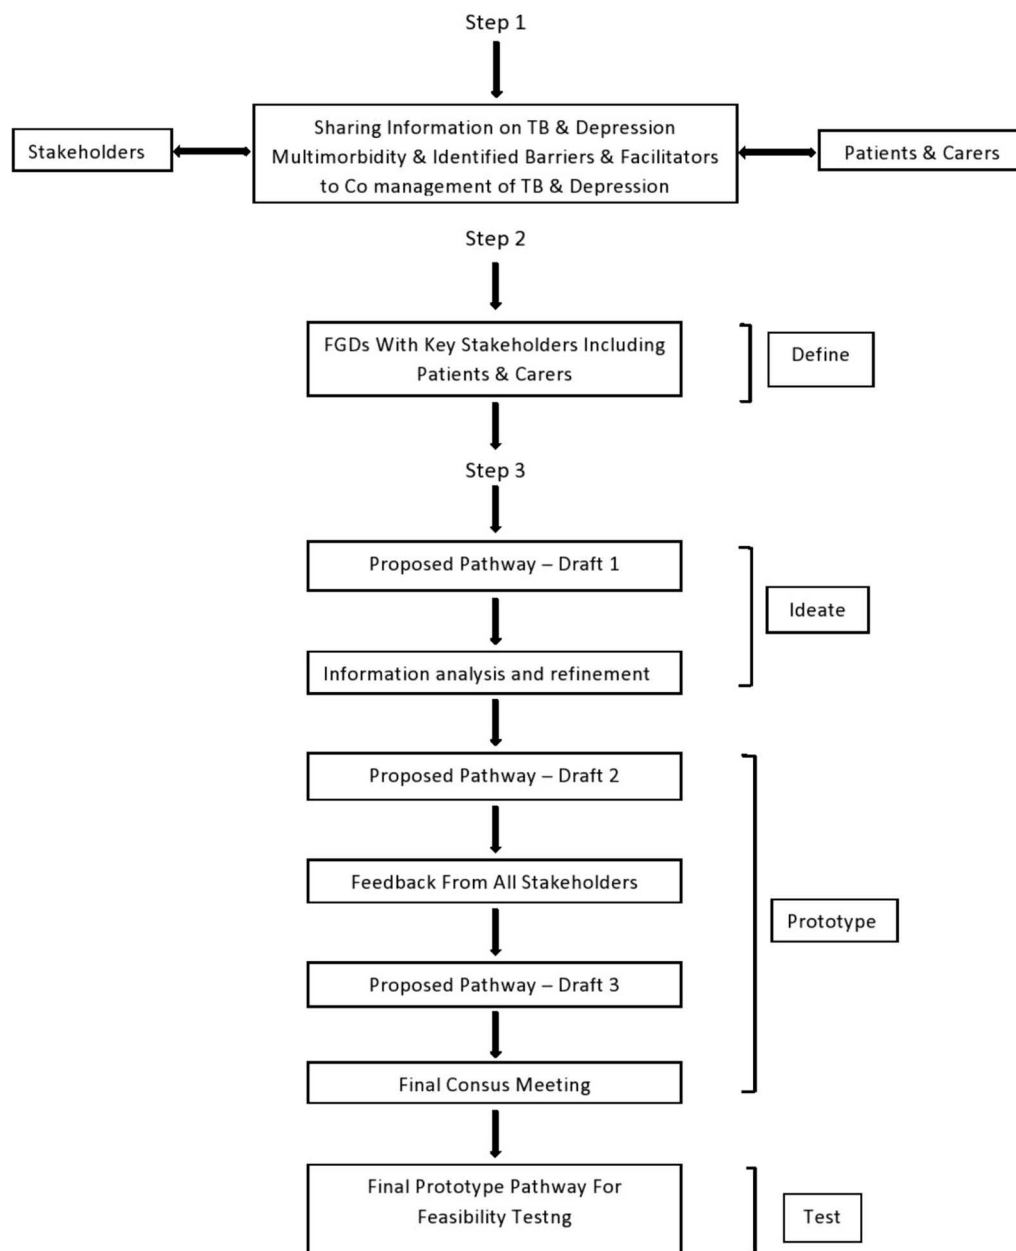 Step 1
Sharing Information on TB & Depression
Multimorbidity & Identified Barriers & Facilitators
to Co management of TB & Depression
Stakeholders
Patients & Carers
Step 2
FGDs With Key Stakeholders Including
Patients & Carers
Define
Step 3
Proposed Pathway – Draft 1
Ideate
Information analysis and refinement
Proposed Pathway – Draft 2
Feedback From All Stakeholders
Prototype
Proposed Pathway – Draft 3
Final Consus Meeting
Final Prototype Pathway For
Feasibility Testng
Test